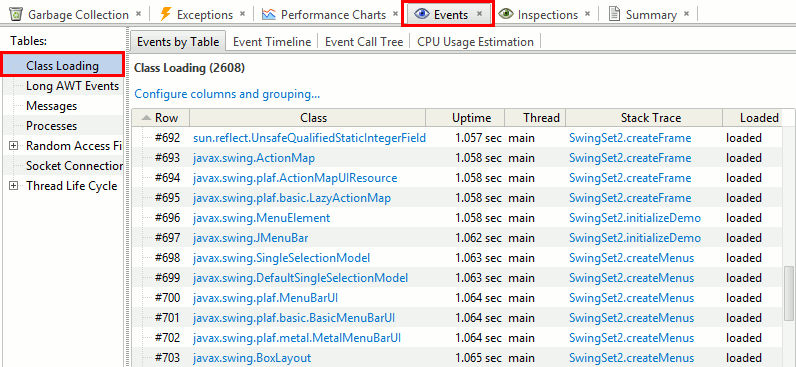 Garbage Collection × Exceptions × Performance Charts × Events × Inspections × Summary ×
Tables:
Class Loading
Long AWT Events
Messages
Processes
Random Access Fi
Socket Connection
Thread Life Cycle
Events by Table Event Timeline Event Call Tree CPU Usage Estimation
Class Loading (2608)
Configure columns and grouping...
Row Class Uptime Thread Stack Trace Loaded
#692 sun.reflect.UnsafeQualifiedStaticIntegerField 1.057 sec main SwingSet2.createFrame loaded
#693 javax.swing.ActionMap 1.058 sec main SwingSet2.createFrame loaded
#694 javax.swing.plaf.ActionMapUIResource 1.058 sec main SwingSet2.createFrame loaded
#695 javax.swing.plaf.basic.LazyActionMap 1.058 sec main SwingSet2.createFrame loaded
#696 javax.swing.MenuElement 1.058 sec main SwingSet2.initializeDemo loaded
#697 javax.swing.JMenuBar 1.062 sec main SwingSet2.initializeDemo loaded
#698 javax.swing.SingleSelectionModel 1.063 sec main SwingSet2.createMenus loaded
#699 javax.swing.DefaultSingleSelectionModel 1.063 sec main SwingSet2.createMenus loaded
#700 javax.swing.plaf.MenuBarUI 1.064 sec main SwingSet2.createMenus loaded
#701 javax.swing.plaf.basic.BasicMenuBarUI 1.064 sec main SwingSet2.createMenus loaded
#702 javax.swing.plaf.metal.MetalMenuBarUI 1.064 sec main SwingSet2.createMenus loaded
#703 javax.swing.BoxLayout 1.065 sec main SwingSet2.createMenus loaded